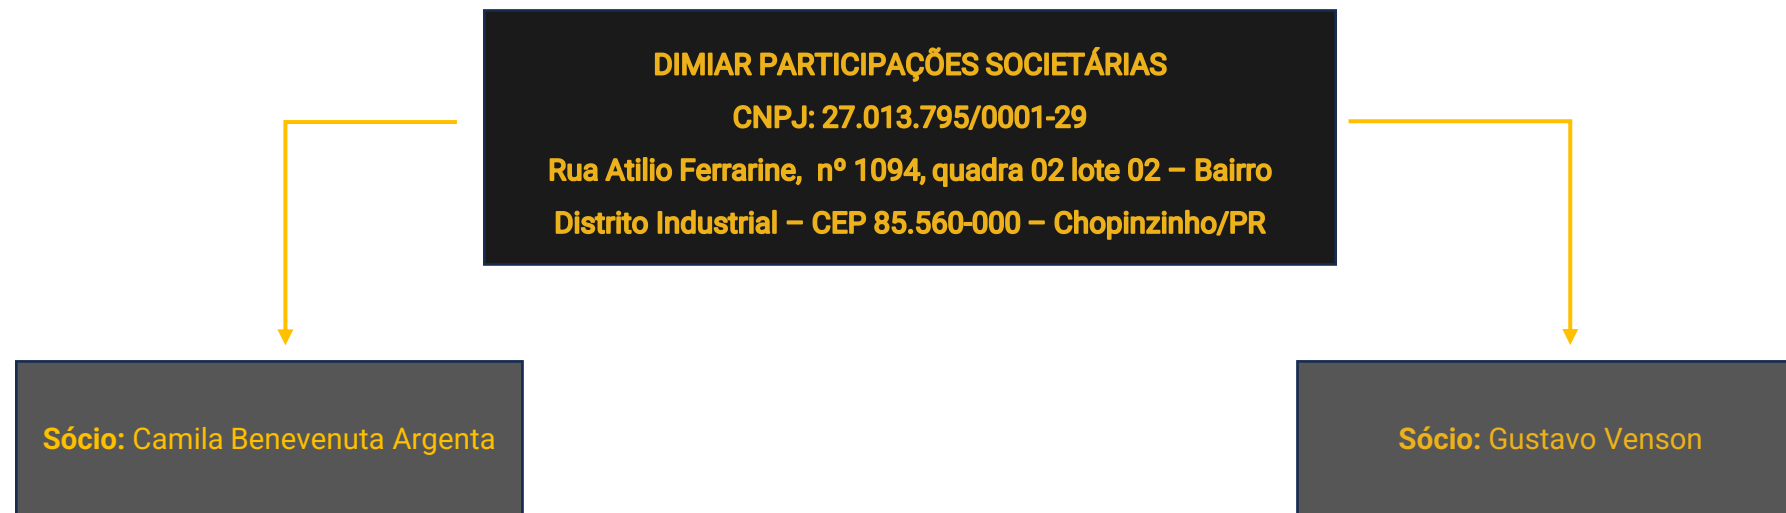 DIMIAR PARTICIPAÇÕES SOCIETÁRIAS
CNPJ: 27.013.795/0001-29
Rua Atilio Ferrarine,  nº 1094, quadra 02 lote 02 – Bairro
Distrito Industrial – CEP 85.560-000 – Chopinzinho/PR
Sócio: Camila Benevenuta Argenta
Sócio: Gustavo Venson